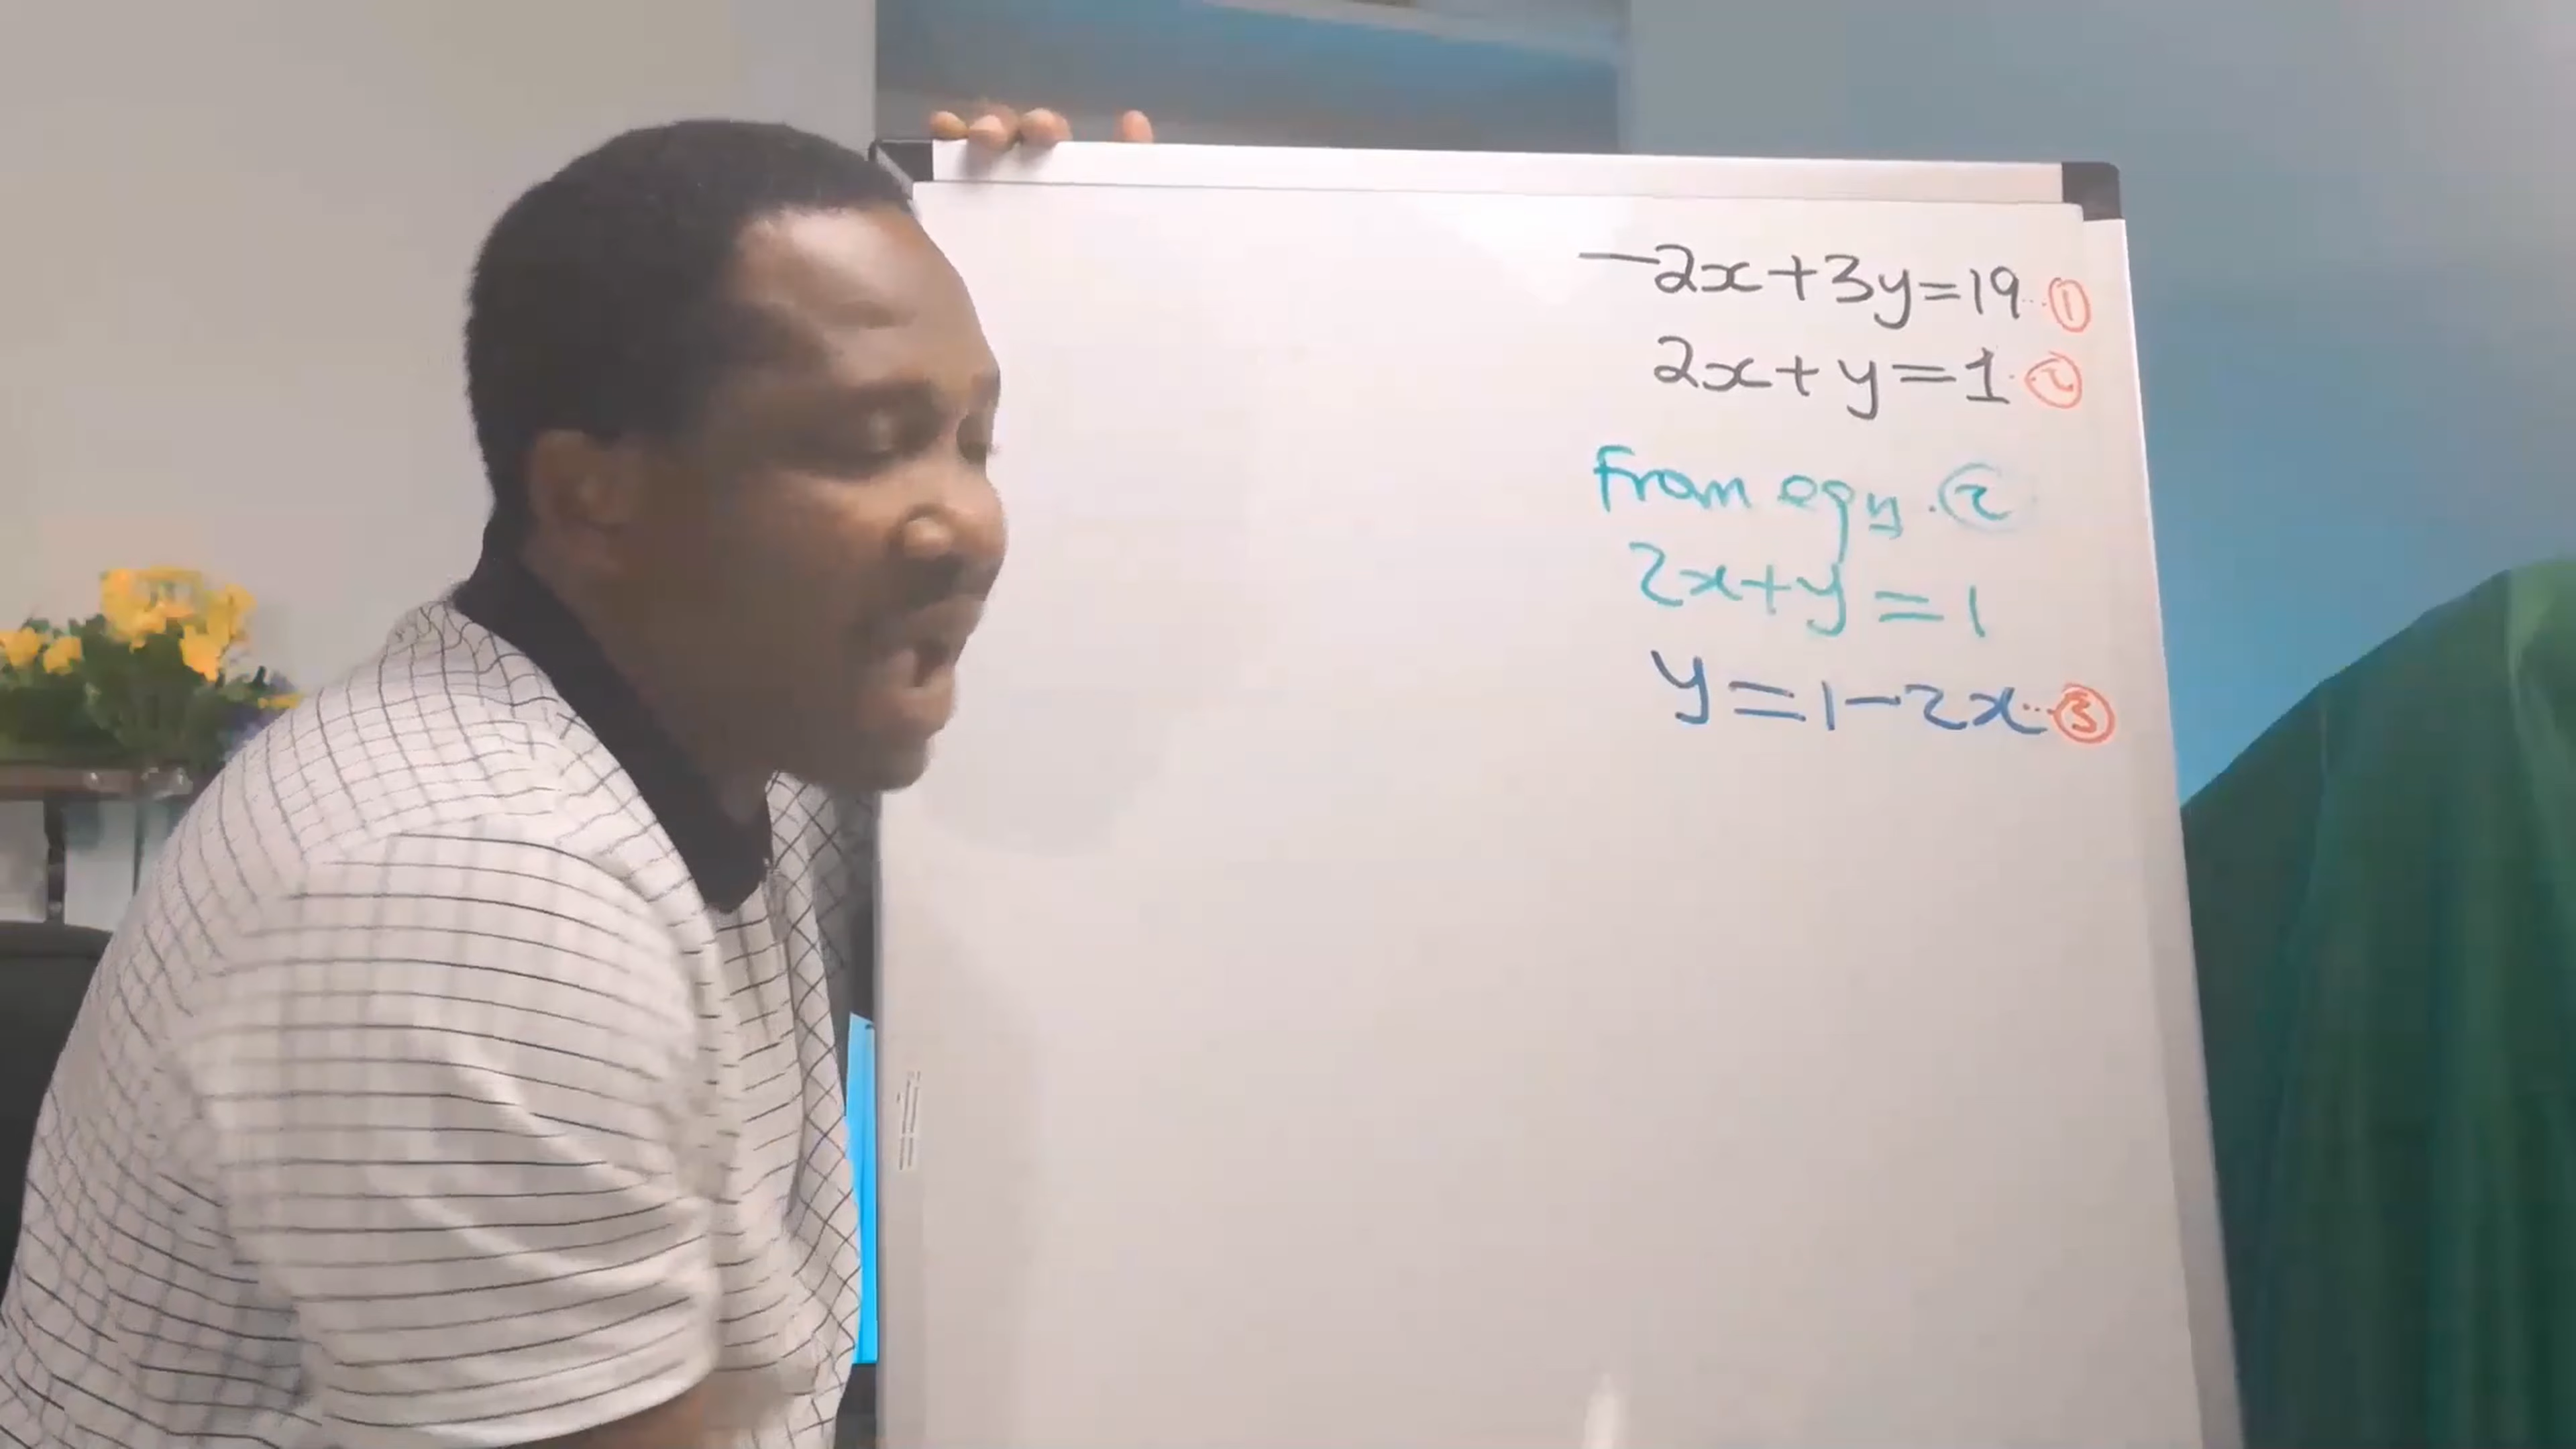 -2x+3y=19...①
2x+y=1..②
From eqn.②
2x+y=1
y=1-2x...③